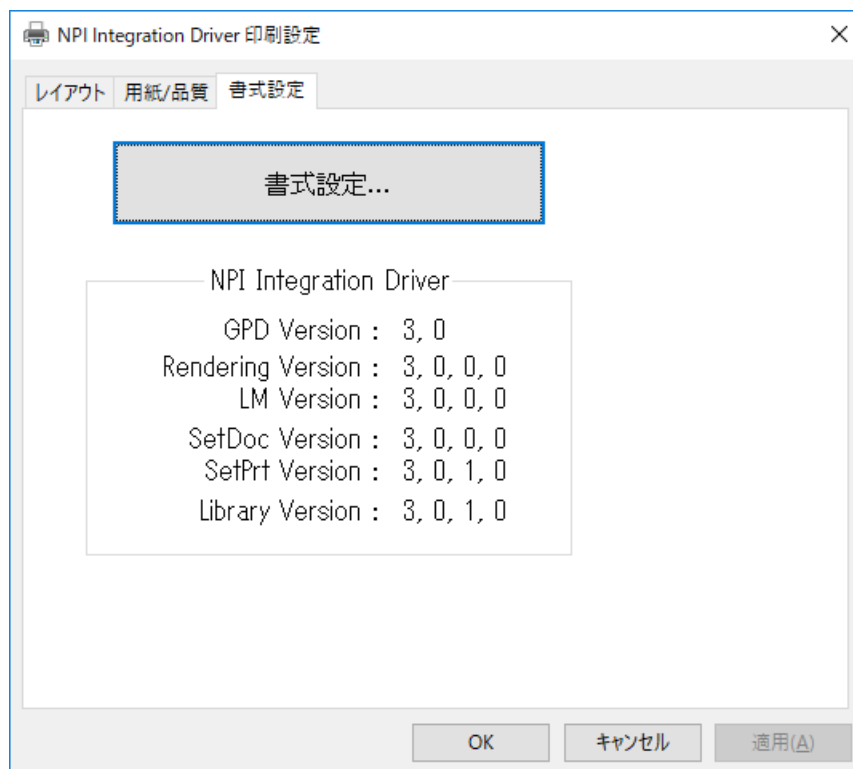 NPI Integration Driver 印刷設定
レイアウト 用紙/品質 書式設定
書式設定...
NPI Integration Driver
GPD Version : 3, 0
Rendering Version : 3, 0, 0, 0
LM Version : 3, 0, 0, 0
SetDoc Version : 3, 0, 0, 0
SetPrt Version : 3, 0, 1, 0
Library Version : 3, 0, 1, 0
OK キャンセル 適用(A)